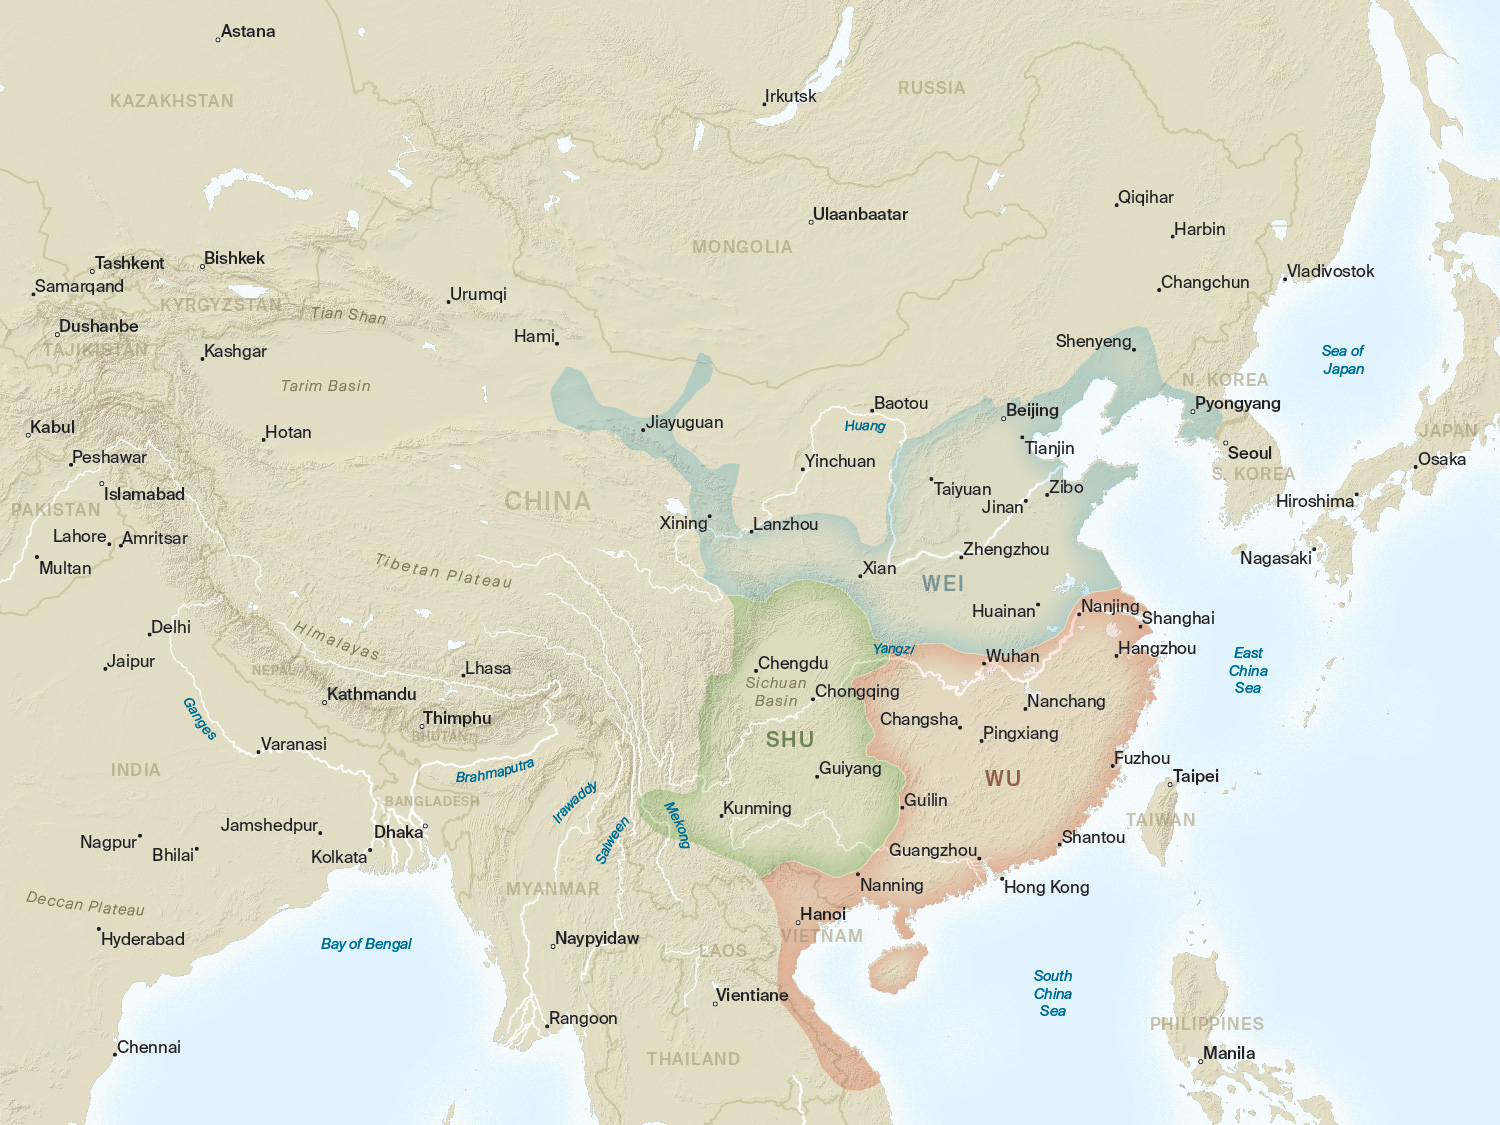 Astana
Irkutsk
RUSSIA
KAZAKHSTAN
Qiqihar
Ulaanbaatar
Harbin
MONGOLIA
Tashkent
Bishkek
Vladivostok
Samarqand
Changchun
Urumqi
KYRGYZSTAN
Tian Shan
Dushanbe
Hami
Shenyeng
TAJIKISTAN
Kashgar
Sea of
Japan
Tarim Basin
N. KOREA
Baotou
Beijing
Pyongyang
Jiayuguan
Huang
Kabul
Hotan
JAPAN
Tianjin
Seoul
Peshawar
Yinchuan
Osaka
S. KOREA
Islamabad
Taiyuan
Zibo
Hiroshima
CHINA
PAKISTAN
Jinan
Xining
Lanzhou
Lahore
Amritsar
Zhengzhou
Nagasaki
Multan
Tibetan Plateau
Xian
WEI
Huainan
Nanjing
Shanghai
Delhi
Himalayas
Yangzi
Hangzhou
Wuhan
East
China
Sea
Jaipur
NEPAL
Lhasa
Chengdu
Sichuan
Basin
Kathmandu
Chongqing
Nanchang
Ganges
Thimphu
BHUTAN
Changsha
Pingxiang
Varanasi
SHU
Fuzhou
INDIA
Brahmaputra
Guiyang
WU
Taipei
BANGLADESH
Irawaddy
Guilin
Kunming
Mekong
TAIWAN
Jamshedpur
Dhaka
Salween
Nagpur
Bhilai
Kolkata
Guangzhou
Shantou
MYANMAR
Nanning
Hong Kong
Deccan Plateau
Hanoi
Hyderabad
Bay of Bengal
Naypyidaw
VIETNAM
LAOS
South
China
Sea
Vientiane
Rangoon
PHILIPPINES
Chennai
THAILAND
Manila